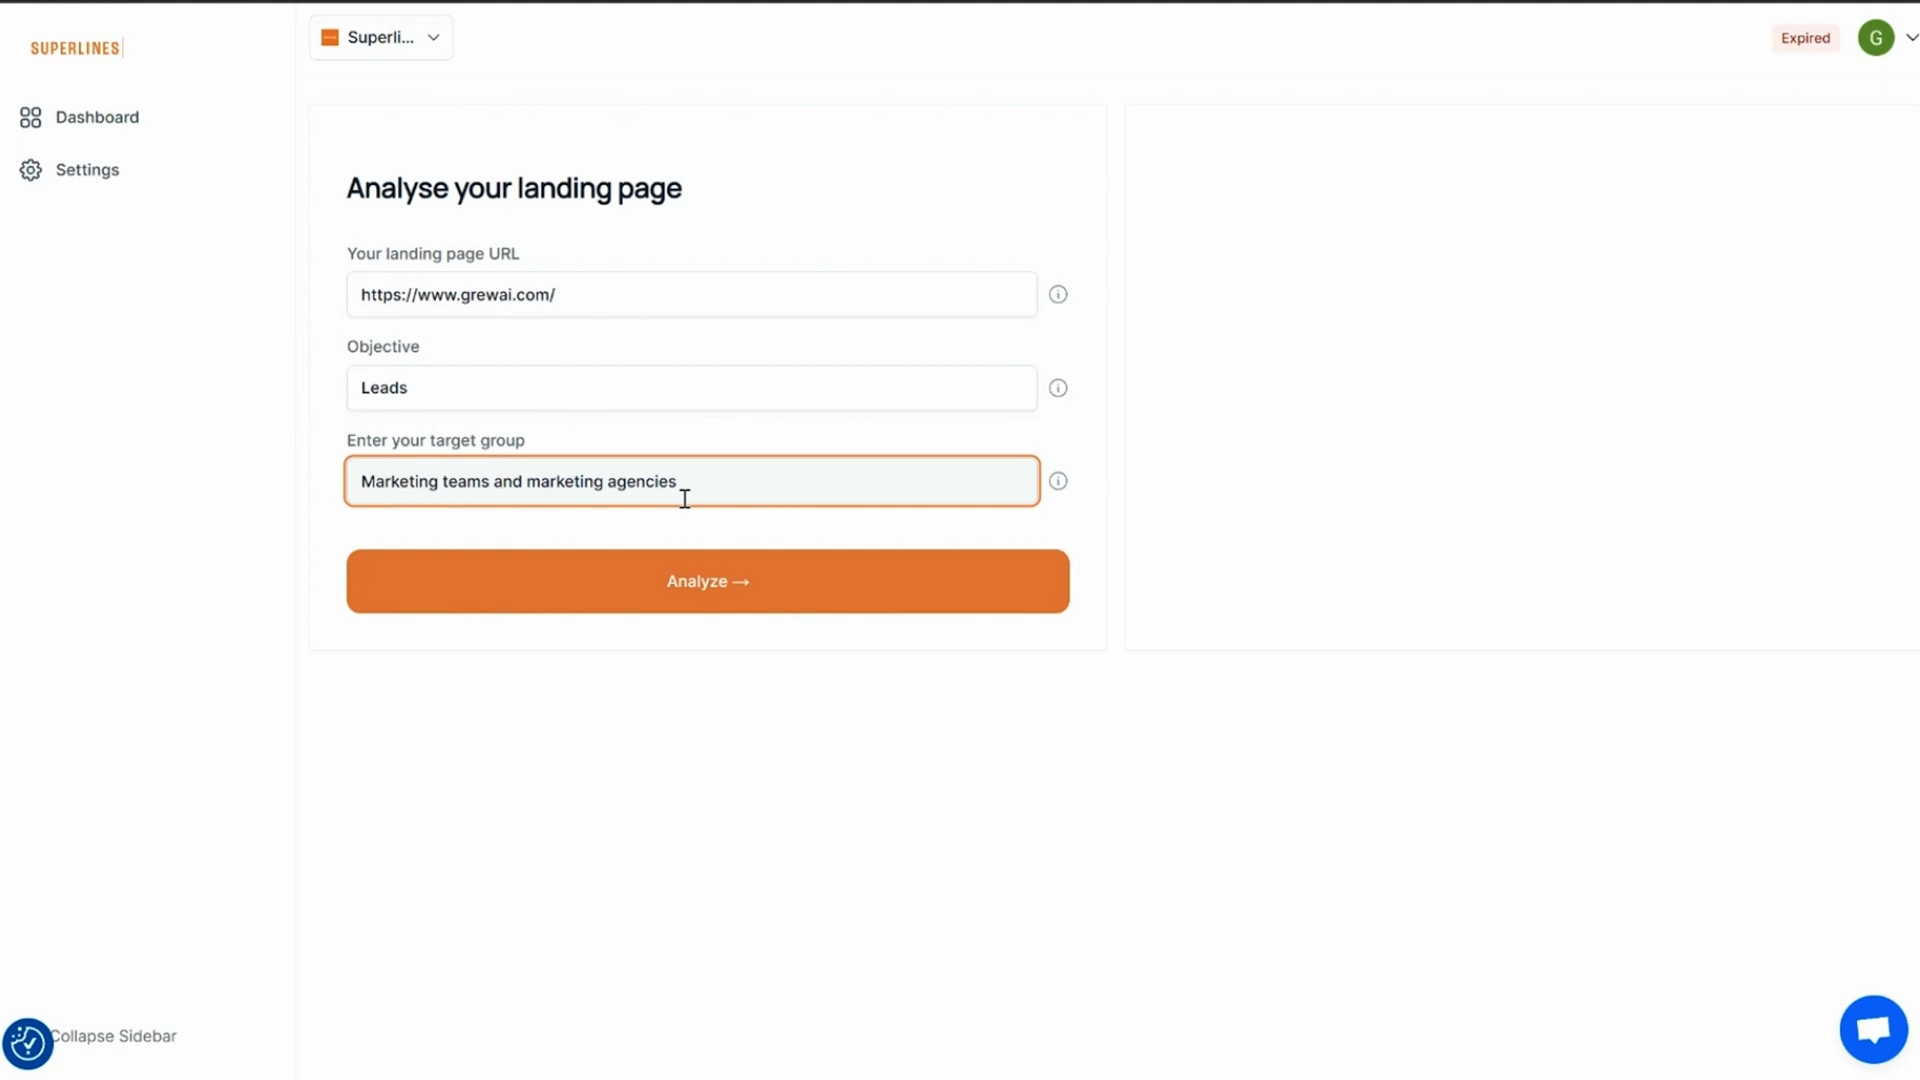 SUPERLINES
Superli...
Expired
G
Dashboard
Settings
Analyse your landing page
Your landing page URL
https://www.grewai.com/
Objective
Leads
Enter your target group
Marketing teams and marketing agencies
Analyze →
Collapse Sidebar